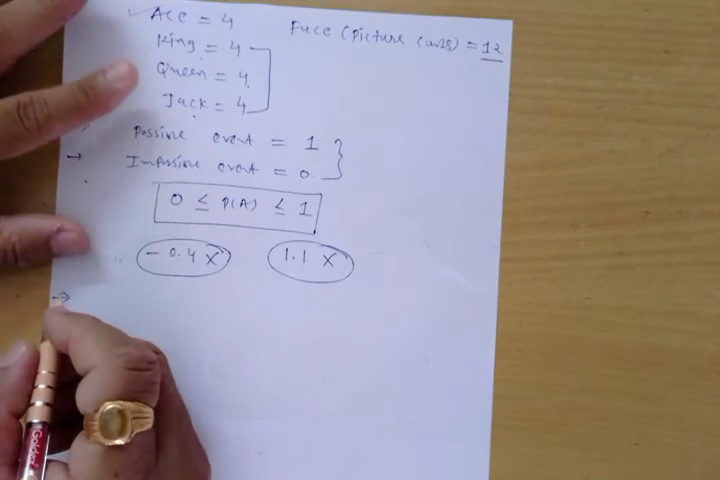 Ace = 4
King = 4
Queen = 4
Jack = 4
Face (Picture Cards) = 12
Possible event = 1
Impossible event = 0
0 ≤ P(A) ≤ 1
- 0.4 X
1.1 X